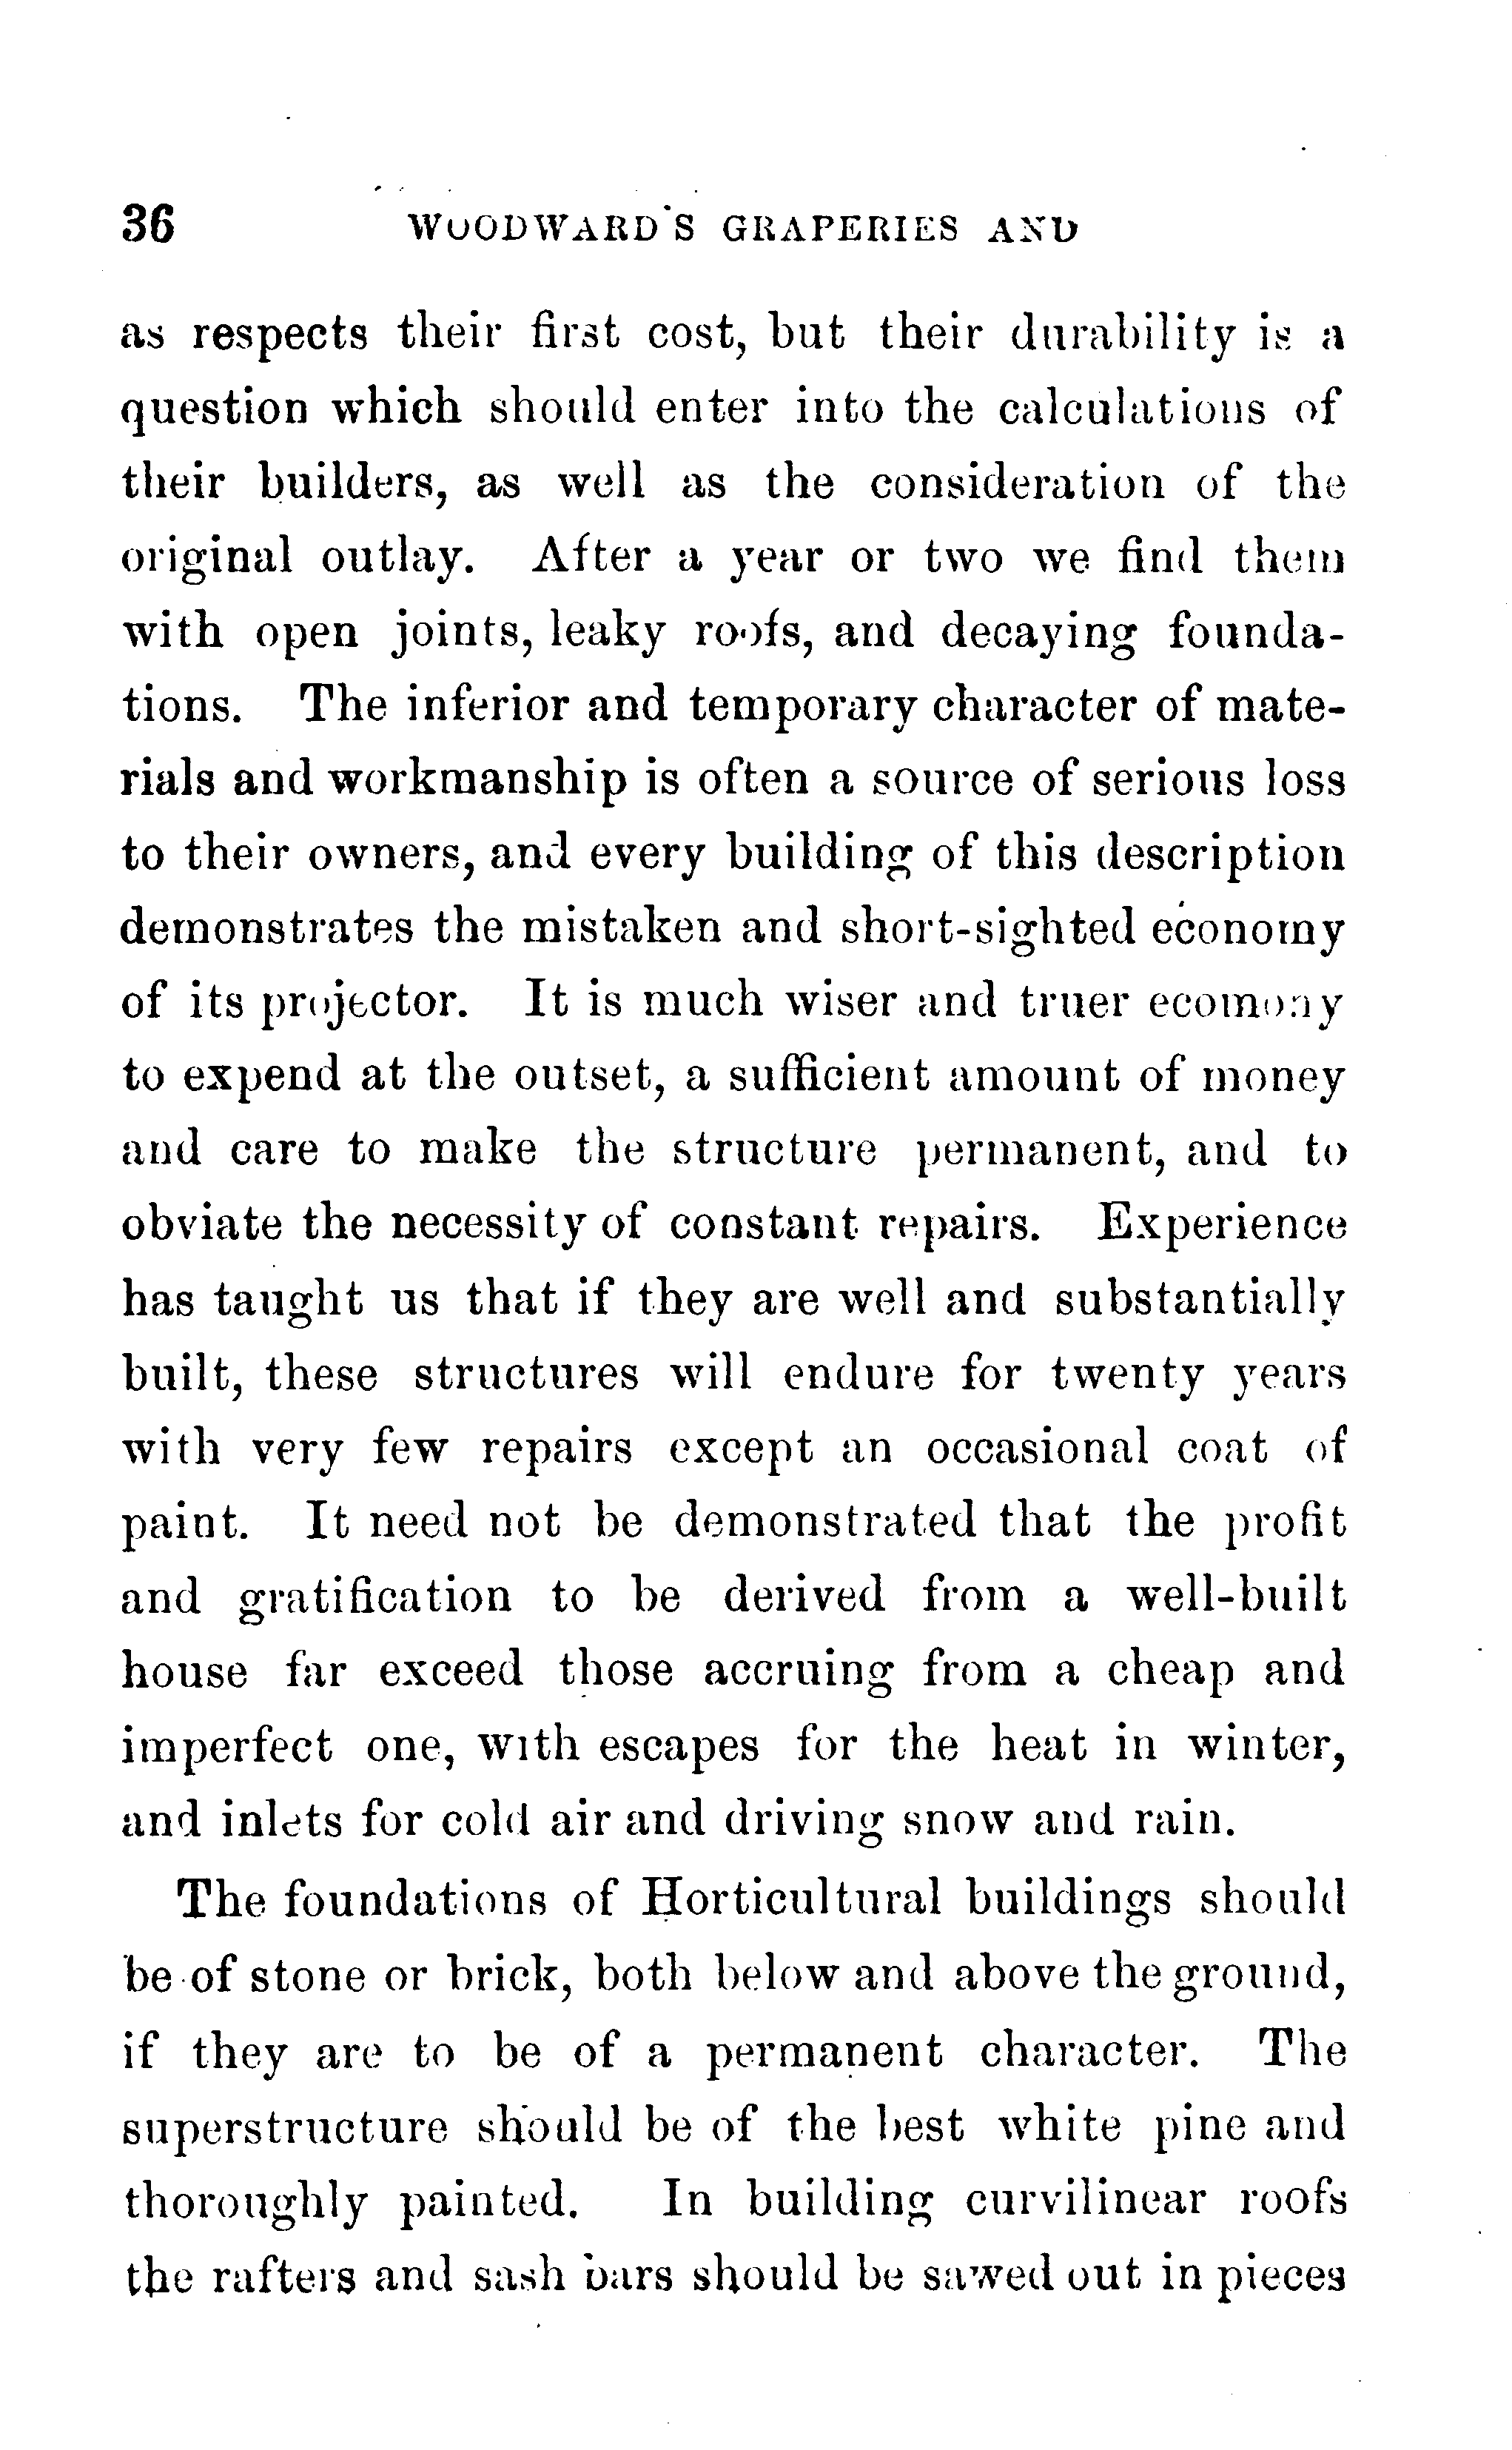 36 WOODWARD'S GRAPERIES AND
as respects their first cost, but their durability is a
question which should enter into the calculations of
their builders, as well as the consideration of the
original outlay. After a year or two we find them
with open joints, leaky roofs, and decaying founda-
tions. The inferior and temporary character of mate-
rials and workmanship is often a source of serious loss
to their owners, and every building of this description
demonstrates the mistaken and short-sighted economy
of its projector. It is much wiser and truer ecomony
to expend at the outset, a sufficient amount of money
and care to make the structure permanent, and to
obviate the necessity of constant repairs. Experience
has taught us that if they are well and substantially
built, these structures will endure for twenty years
with very few repairs except an occasional coat of
paint. It need not be demonstrated that the profit
and gratification to be derived from a well-built
house far exceed those accruing from a cheap and
imperfect one, with escapes for the heat in winter,
and inlets for cold air and driving snow and rain.
The foundations of Horticultural buildings should
be of stone or brick, both below and above the ground,
if they are to be of a permanent character. The
superstructure should be of the best white pine and
thoroughly painted. In building curvilinear roofs
the rafters and sash bars should be sawed out in pieces